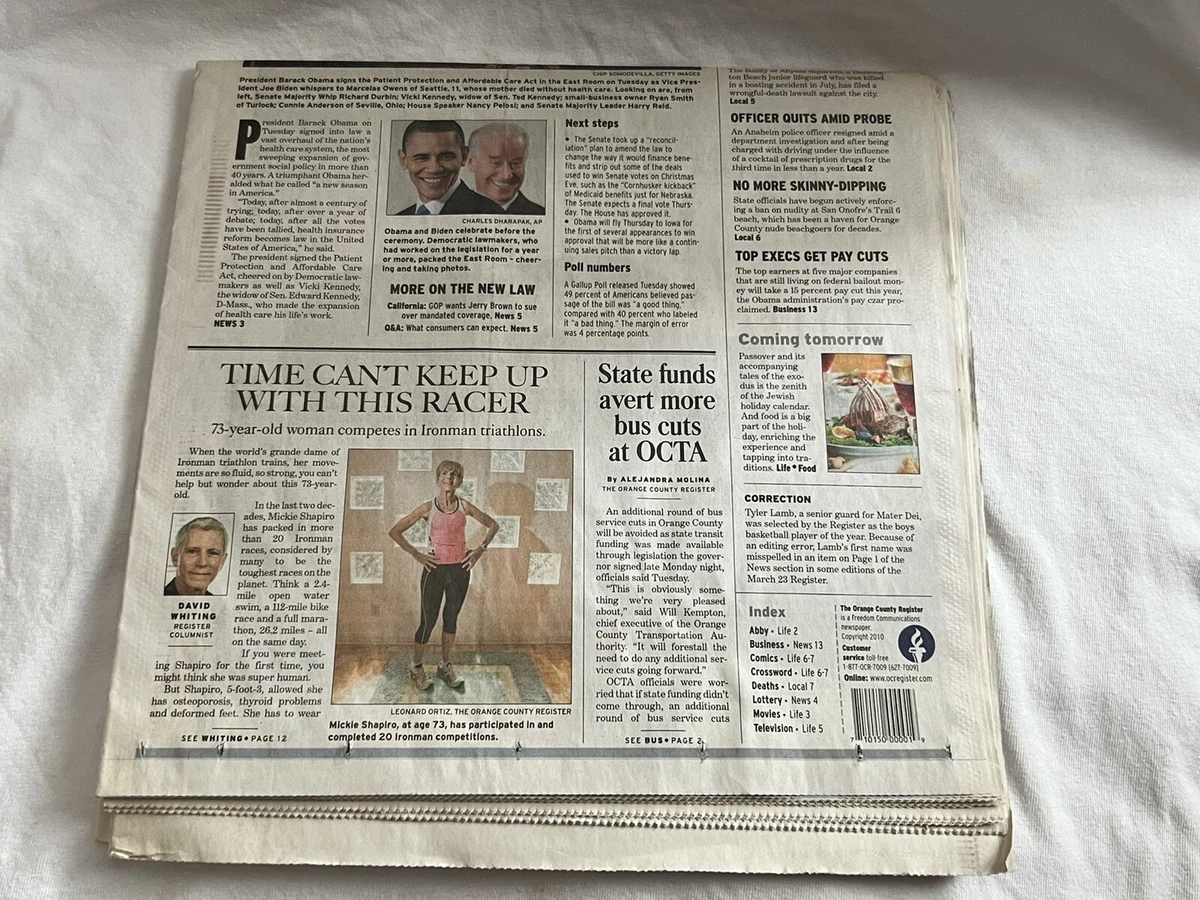 CHIP SOMODEVILLA, GETTY IMAGES
President Barack Obama signs the Patient Protection and Affordable Care Act in the East Room on Tuesday as Vice Pres-
ident Joe Biden whispers to Marcelas Owens of Seattle, 11, whose mother died without health care. Looking on are, from
left, Senate Majority Whip Richard Durbin; Vicki Kennedy, widow of Sen. Ted Kennedy; small-business owner Ryan Smith
of Turlock; Connie Anderson of Seville, Ohio; House Speaker Nancy Pelosi; and Senate Majority Leader Harry Reid.
President Barack Obama on
Tuesday signed into law a
vast overhaul of the nation's
health care system, the most
sweeping expansion of gov-
ernment social policy in more than
40 years. A triumphant Obama her-
alded what he called "a new season
in America."
"Today, after almost a century of
trying; today, after over a year of
debate; today, after all the votes
have been tallied, health insurance
reform becomes law in the United
States of America," he said.
The president signed the Patient
Protection and Affordable Care
Act, cheered on by Democratic law-
makers as well as Vicki Kennedy,
the widow of Sen. Edward Kennedy,
D-Mass., who made the expansion
of health care his life's work.
NEWS 3
CHARLES DHARAPAK, AP
Obama and Biden celebrate before the
ceremony. Democratic lawmakers, who
had worked on the legislation for a year
or more, packed the East Room – cheer-
ing and taking photos.
MORE ON THE NEW LAW
California: GOP wants Jerry Brown to sue
over mandated coverage. News 5
Q&A: What consumers can expect. News 5
Next steps
• The Senate took up a "reconcil-
iation" plan to amend the law to
change the way it would finance bene-
fits and strip out some of the deals
used to win Senate votes on Christmas
Eve, such as the "Cornhusker kickback"
of Medicaid benefits just for Nebraska.
The Senate expects a final vote Thurs-
day. The House has approved it.
• Obama will fly Thursday to Iowa for
the first of several appearances to win
approval that will be more like a contin-
uing sales pitch than a victory lap.
Poll numbers
A Gallup Poll released Tuesday showed
49 percent of Americans believed pas-
sage of the bill was "a good thing,"
compared with 40 percent who labeled
it "a bad thing." The margin of error
was 4 percentage points.
TIME CAN'T KEEP UP
WITH THIS RACER
73-year-old woman competes in Ironman triathlons.
When the world's grande dame of
Ironman triathlon trains, her move-
ments are so fluid, so strong, you can't
help but wonder about this 73-year-
old.
In the last two dec-
ades, Mickie Shapiro
has packed in more
than 20 Ironman
races, considered by
many to be the
toughest races on the
planet. Think a 2.4-
mile open water
swim, a 112-mile bike
race and a full mara-
thon, 26.2 miles – all
on the same day.
If you were meet-
ing Shapiro for the first time, you
might think she was super human.
But Shapiro, 5-foot-3, allowed she
has osteoporosis, thyroid problems
and deformed feet. She has to wear
SEE WHITING • PAGE 12
DAVID
WHITING
REGISTER
COLUMNIST
LEONARD ORTIZ, THE ORANGE COUNTY REGISTER
Mickie Shapiro, at age 73, has participated in and
completed 20 Ironman competitions.
State funds
avert more
bus cuts
at OCTA
By ALEJANDRA MOLINA
THE ORANGE COUNTY REGISTER
An additional round of bus
service cuts in Orange County
will be avoided as state transit
funding was made available
through legislation the gover-
nor signed late Monday night,
officials said Tuesday.
"This is obviously some-
thing we're very pleased
about," said Will Kempton,
chief executive of the Orange
County Transportation Au-
thority. "It will forestall the
need to do any additional ser-
vice cuts going forward."
OCTA officials were wor-
ried that if state funding didn't
come through, an additional
round of bus service cuts
SEE BUS • PAGE 2
ton Beach junior lifeguard who was killed
in a boating accident in July, has filed a
wrongful-death lawsuit against the city.
Local 5
OFFICER QUITS AMID PROBE
An Anaheim police officer resigned amid a
department investigation and after being
charged with driving under the influence
of a cocktail of prescription drugs for the
third time in less than a year. Local 2
NO MORE SKINNY-DIPPING
State officials have begun actively enforc-
ing a ban on nudity at San Onofre's Trail 6
beach, which has been a haven for Orange
County nude beachgoers for decades.
Local 6
TOP EXECS GET PAY CUTS
The top earners at five major companies
that are still living on federal bailout mon-
ey will take a 15 percent pay cut this year,
the Obama administration's pay czar pro-
claimed. Business 13
Coming tomorrow
Passover and its
accompanying
tales of the exo-
dus is the zenith
of the Jewish
holiday calendar.
And food is a big
part of the holi-
day, enriching the
experience and
tapping into tra-
ditions. Life • Food
CORRECTION
Tyler Lamb, a senior guard for Mater Dei,
was selected by the Register as the boys
basketball player of the year. Because of
an editing error, Lamb's first name was
misspelled in an item on Page 1 of the
News section in some editions of the
March 23 Register.
Index
Abby • Life 2
Business • News 13
Comics • Life 6-7
Crossword • Life 6-7
Deaths • Local 7
Lottery • News 4
Movies • Life 3
Television • Life 5
The Orange County Register
is a Freedom Communications
newspaper.
Copyright 2010
Customer
service toll-free
1-877-OCR-7009 (627-7009)
Online: www.ocregister.com
7 10150 00001 9